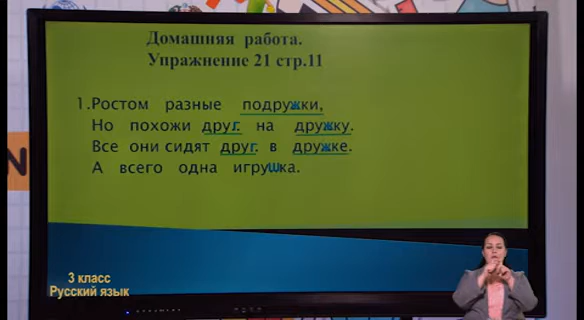 Домашняя работа.
Упражнение 21 стр.11
1.Ростом разные подружки,
Но похожи друг на дружку.
Все они сидят друг в дружке.
А всего одна игрушка.
N
3 класс
Русский язык